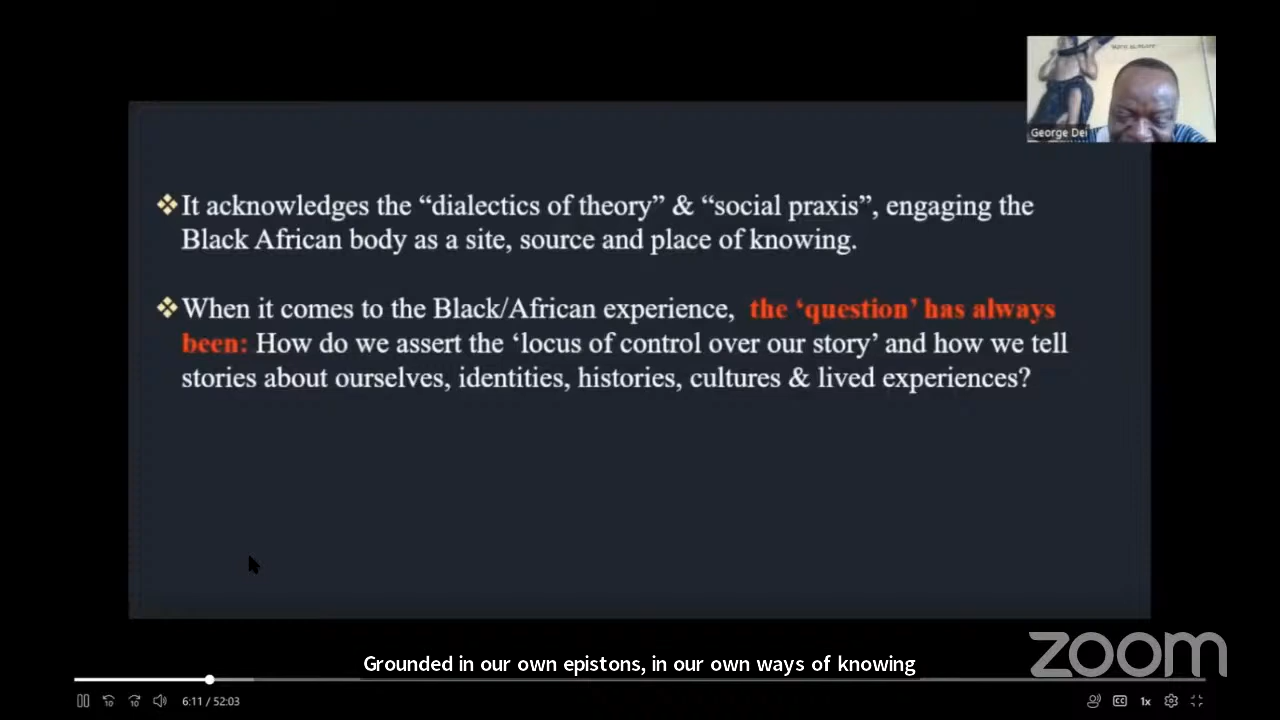 George Dei
❖It acknowledges the “dialectics of theory” & “social praxis”, engaging the
Black African body as a site, source and place of knowing.
❖When it comes to the Black/African experience, the ‘question’ has always
been: How do we assert the ‘locus of control over our story’ and how we tell
stories about ourselves, identities, histories, cultures & lived experiences?
zoom
Grounded in our own epistons, in our own ways of knowing
10 10 6:11 / 52:03 CC 1x